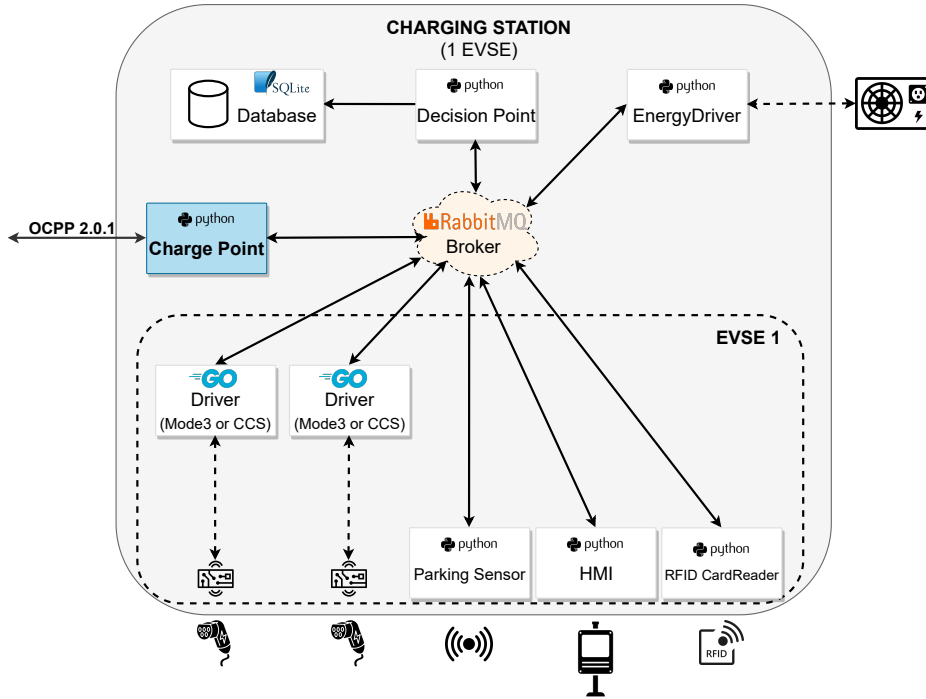 CHARGING STATION
(1 EVSE)
SQLite
Database
python
Decision Point
python
EnergyDriver
OCPP 2.0.1
python
Charge Point
RabbitMQ
Broker
EVSE 1
GO
Driver
(Mode3 or CCS)
GO
Driver
(Mode3 or CCS)
python
Parking Sensor
python
HMI
python
RFID CardReader
RFID